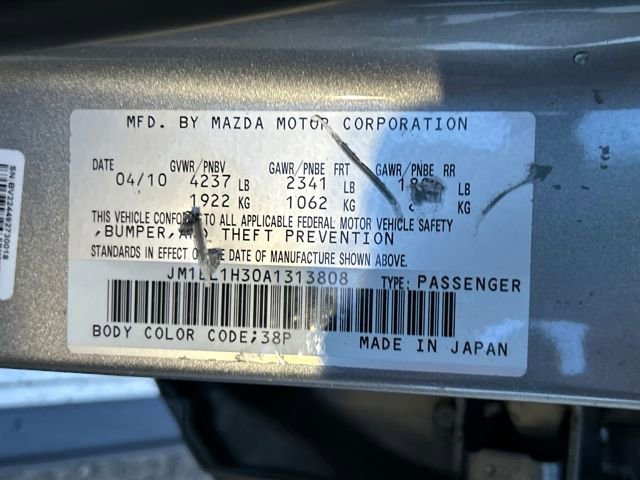 MFD. BY MAZDA MOTOR CORPORATION
DATE GVWR/PNBV GAWR/PNBE FRT GAWR/PNBE RR
04/10 4237 LB 2341 LB LB
1922 KG 1062 KG KG
THIS VEHICLE CONFORMS TO ALL APPLICABLE FEDERAL MOTOR VEHICLE SAFETY
,BUMPER, THEFT PREVENTION
STANDARDS IN EFFECT ON THE DATE OF MANUFACTURE SHOWN ABOVE.
TYPE: PASSENGER
BODY COLOR CODE;38P MADE IN JAPAN